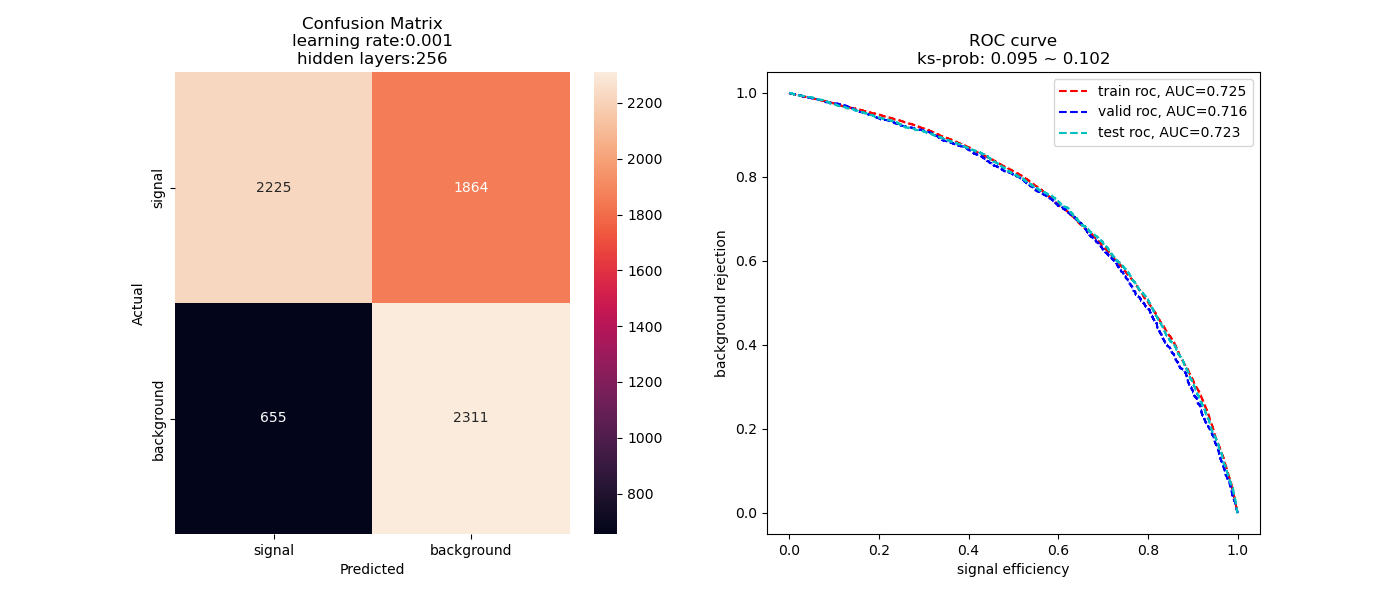 Confusion Matrix
learning rate:0.001
hidden layers:256
signal
background
Actual
2225
1864
655
2311
signal
background
Predicted
2200
2000
1800
1600
1400
1200
1000
800
ROC curve
ks-prob: 0.095 ~ 0.102
train roc, AUC=0.725
valid roc, AUC=0.716
test roc, AUC=0.723
background rejection
1.0
0.8
0.6
0.4
0.2
0.0
0.0
0.2
0.4
0.6
0.8
1.0
signal efficiency